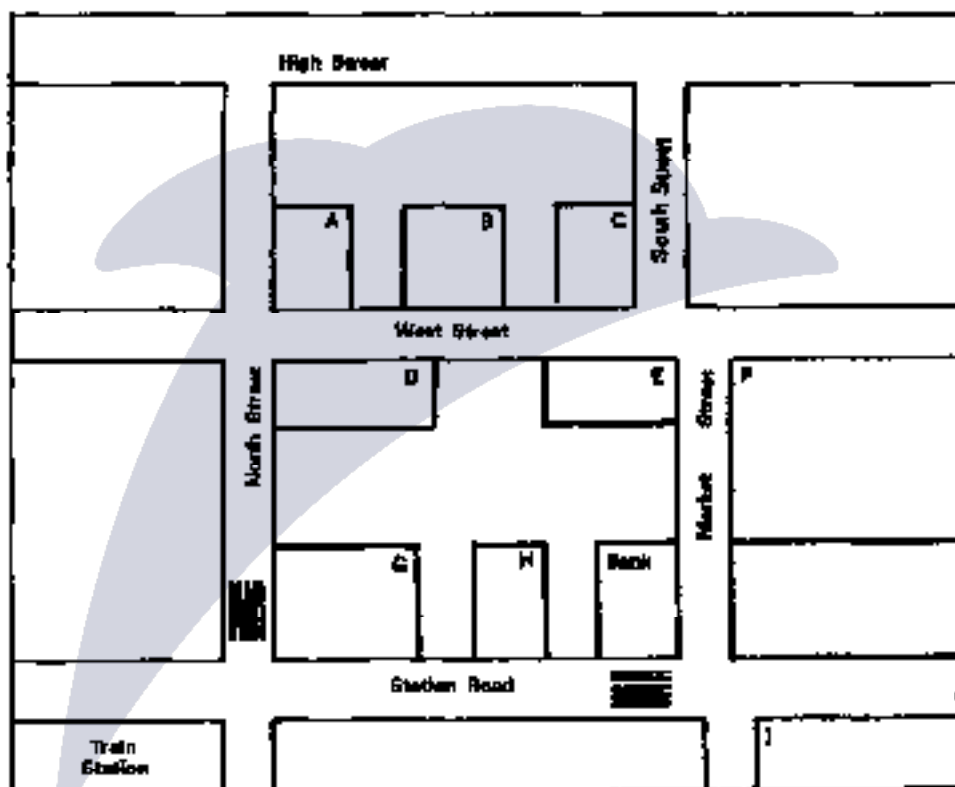 High Street
South Street
A
B
C
West Street
North Street
D
E
Market Street
F
G
H
Bank
Station Road
Train
Station
I